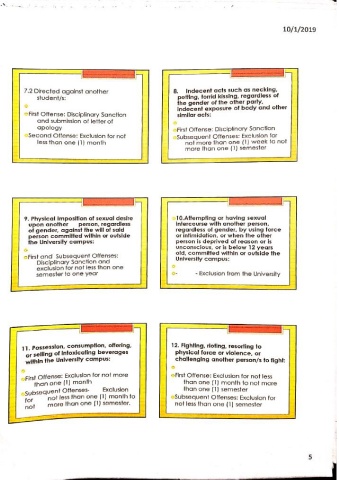 10/1/2019
7.2 Directed against another
student/s:
First Offense: Disciplinary Sanction
and submission of letter of
apology
Second Offense: Exclusion for not
less than one (1) month
8. Indecent acts such as necking,
petting, torrid kissing, regardless of
the gender of the other party,
indecent exposure of body and other
similar acts:
First Offense: Disciplinary Sanction
Subsequent Offenses: Exclusion for
not more than one (1) week to not
more than one (1) semester
9. Physical imposition of sexual desire
upon another person, regardless
of gender, against the will of said
person committed within or outside
the University campus:
First and Subsequent Offenses:
Disciplinary Sanction and
exclusion for not less than one
semester to one year
10.Attempting or having sexual
intercourse with another person,
regardless of gender, by using force
or intimidation, or when the other
person is deprived of reason or is
unconscious, or is below 12 years
old, committed within or outside the
University campus:
- - Exclusion from the University
11. Possession, consumption, offering,
or selling of intoxicating beverages
within the University campus:
First Offense: Exclusion for not more
than one (1) month
Subsequent Offenses- Exclusion
for not less than one (1) month to
not more than one (1) semester.
12. Fighting, rioting, resorting to
physical force or violence, or
challenging another person/s to fight:
First Offense: Exclusion for not less
than one (1) month to not more
than one (1) semester
Subsequent Offenses: Exclusion for
not less than one (1) semester
5